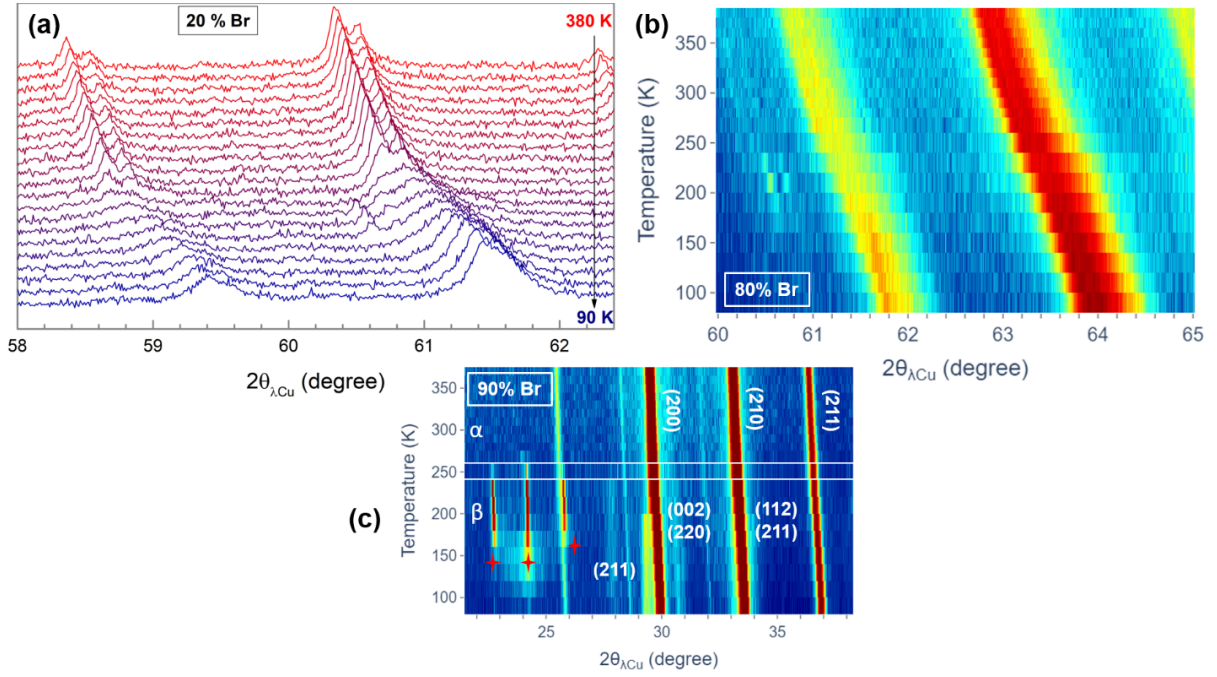 (a)
20 % Br
380 K
90 K
58 59 60 61 62
2θλCu (degree)
(b)
Temperature (K)
350
300
250
200
150
100
80% Br
60 61 62 63 64 65
2θλCu (degree)
(c)
Temperature (K)
350
300
250
200
150
100
90% Br
α
β
(200)
(210)
(211)
(002)
(220)
(112)
(211)
(211)
25 30 35
2θλCu (degree)